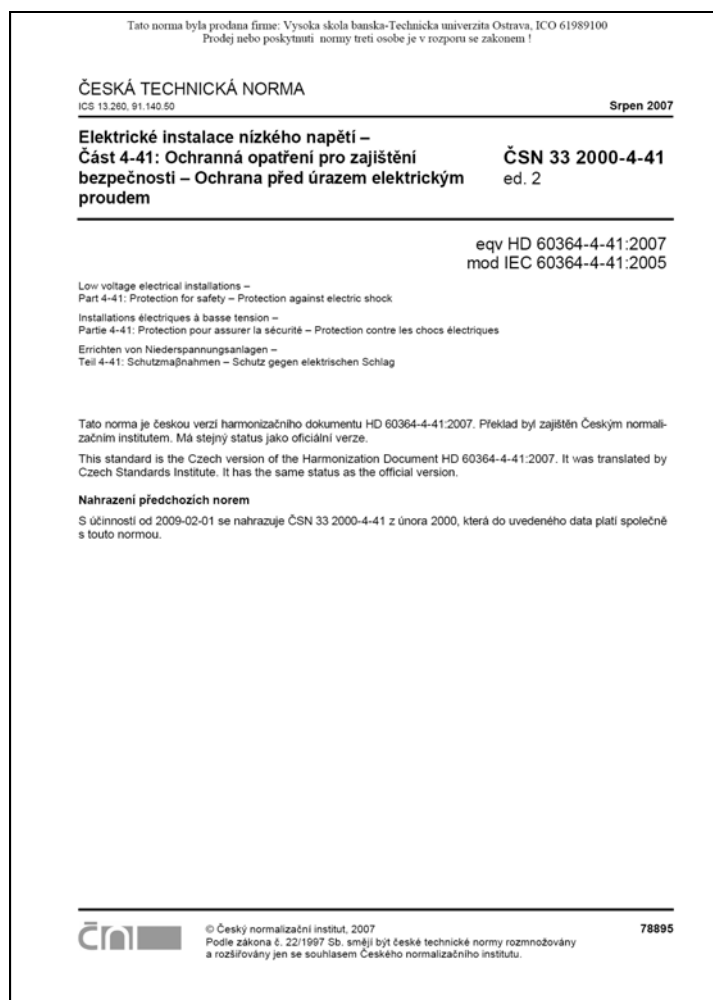 Tato norma byla prodana firme: Vysoka skola banska-Technicka univerzita Ostrava, ICO 61989100
Prodej nebo poskytnuti normy treti osobe je v rozporu se zakonem !
ČESKÁ TECHNICKÁ NORMA
ICS 13.260, 91.140.50
Srpen 2007
Elektrické instalace nízkého napětí –
Část 4-41: Ochranná opatření pro zajištění
bezpečnosti – Ochrana před úrazem elektrickým
proudem
ČSN 33 2000-4-41
ed. 2
eqv HD 60364-4-41:2007
mod IEC 60364-4-41:2005
Low voltage electrical installations –
Part 4-41: Protection for safety – Protection against electric shock
Installations électriques à basse tension –
Partie 4-41: Protection pour assurer la sécurité – Protection contre les chocs électriques
Errichten von Niederspannungsanlagen –
Teil 4-41: Schutzmaßnahmen – Schutz gegen elektrischen Schlag
Tato norma je českou verzí harmonizačního dokumentu HD 60364-4-41:2007. Překlad byl zajištěn Českým normali-
začním institutem. Má stejný status jako oficiální verze.
This standard is the Czech version of the Harmonization Document HD 60364-4-41:2007. It was translated by
Czech Standards Institute. It has the same status as the official version.
Nahrazení předchozích norem
S účinností od 2009-02-01 se nahrazuje ČSN 33 2000-4-41 z února 2000, která do uvedeného data platí společně
s touto normou.
čni
© Český normalizační institut, 2007
Podle zákona č. 22/1997 Sb. smějí být české technické normy rozmnožovány
a rozšiřovány jen se souhlasem Českého normalizačního institutu.
78895